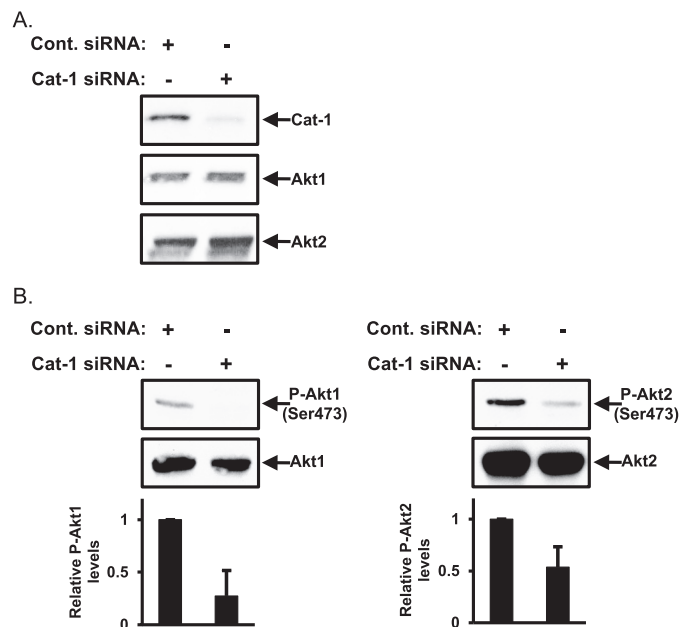 A.
Cont. siRNA: + -
Cat-1 siRNA: - +
Cat-1
Akt1
Akt2
B.
Cont. siRNA: + -
Cat-1 siRNA: - +
P-Akt1
(Ser473)
Akt1
Relative P-Akt1
levels
1
0.5
0
Cont. siRNA: + -
Cat-1 siRNA: - +
P-Akt2
(Ser473)
Akt2
Relative P-Akt2
levels
1
0.5
0